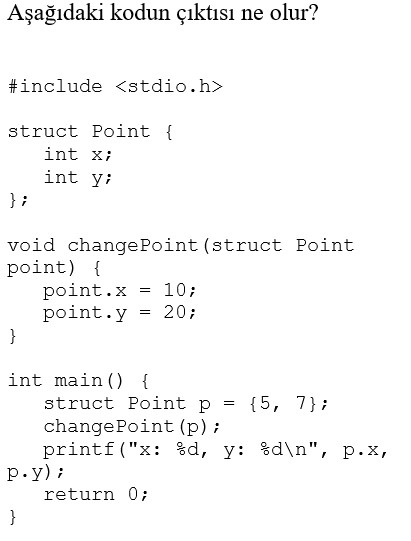 Aşağıdaki kodun çıktısı ne olur?
#include <stdio.h>
struct Point {
int x;
int y;
};
void changePoint(struct Point
point) {
point.x = 10;
point.y = 20;
}
int main() {
struct Point p = {5, 7};
changePoint(p);
printf("x: %d, y: %d\n", p.x,
p.y);
return 0;
}